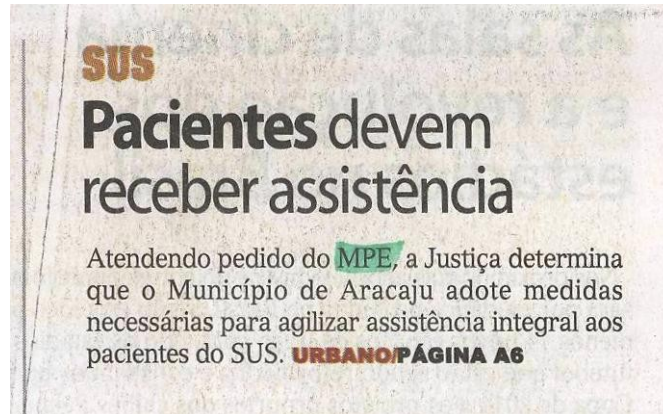 SUS
Pacientes devem
receber assistência
Atendendo pedido do MPE, a Justiça determina
que o Município de Aracaju adote medidas
necessárias para agilizar assistência integral aos
pacientes do SUS. URBANO/PÁGINA A6